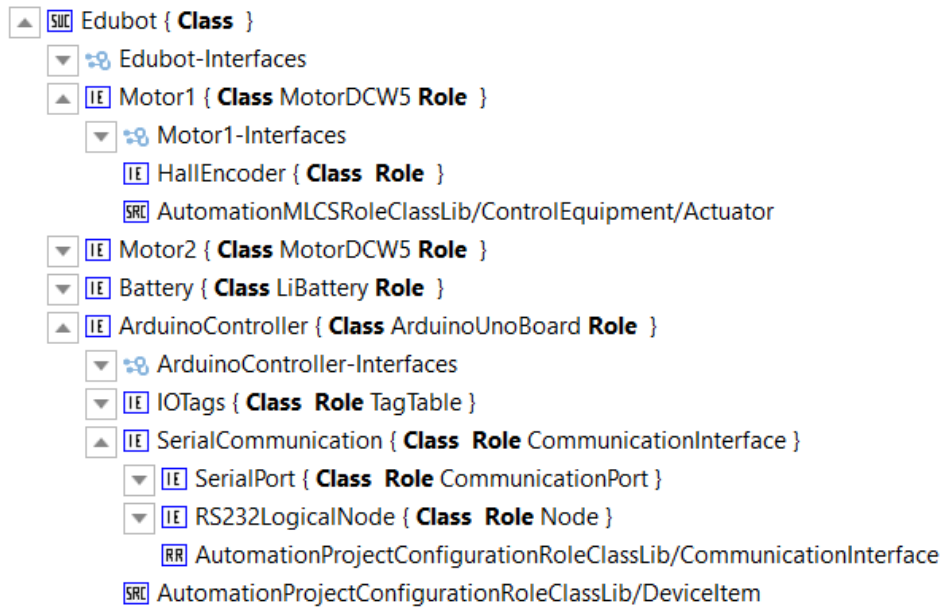 SUC Edubot { Class }
Edubot-Interfaces
IE Motor1 { Class MotorDCW5 Role }
Motor1-Interfaces
IE HallEncoder { Class Role }
SRC AutomationMLCSRoleClassLib/ControlEquipment/Actuator
IE Motor2 { Class MotorDCW5 Role }
IE Battery { Class LiBattery Role }
IE ArduinoController { Class ArduinoUnoBoard Role }
ArduinoController-Interfaces
IE IOTags { Class Role TagTable }
IE SerialCommunication { Class Role CommunicationInterface }
IE SerialPort { Class Role CommunicationPort }
IE RS232LogicalNode { Class Role Node }
RR AutomationProjectConfigurationRoleClassLib/CommunicationInterface
SRC AutomationProjectConfigurationRoleClassLib/DeviceItem